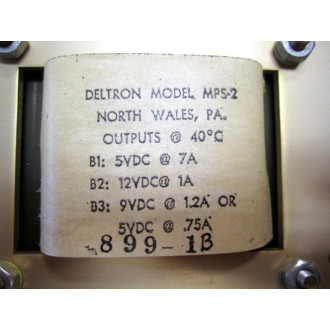 DELTRON MODEL MPS-2
NORTH WALES, PA.
OUTPUTS @ 40°C
B1: 5VDC @ 7A
B2: 12VDC@ 1A
B3: 9VDC @ 1.2A OR
5VDC @ .75A
899-1B